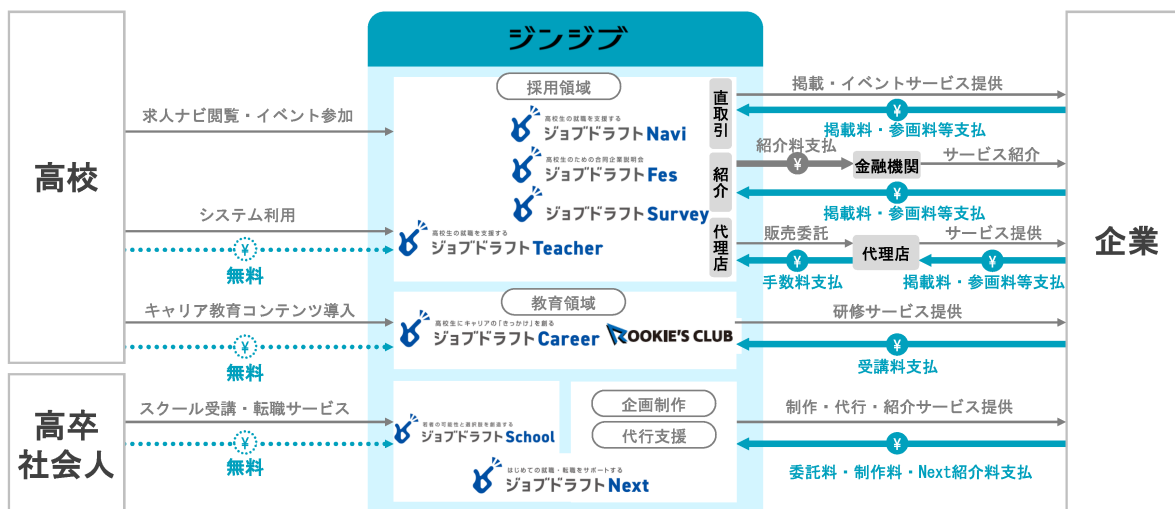 ジンジブ
高校
求人ナビ閲覧・イベント参加
システム利用
¥
無料
キャリア教育コンテンツ導入
¥
無料
高卒
社会人
スクール受講・転職サービス
¥
無料
採用領域
高校生の就職を支援する
ジョブドラフトNavi
高校生のための合同企業説明会
ジョブドラフトFes
ジョブドラフトSurvey
高校生の就職を支援する
ジョブドラフトTeacher
直取引
紹介
代理店
教育領域
高校生にキャリアの「きっかけ」を創る
ジョブドラフトCareer
ROOKIE'S CLUB
若者の可能性と選択肢を創造する
ジョブドラフトSchool
企画制作
代行支援
はじめての就職・転職をサポートする
ジョブドラフトNext
掲載・イベントサービス提供
¥
掲載料・参画料等支払
紹介料支払
¥
金融機関
サービス紹介
¥
掲載料・参画料等支払
販売委託
代理店
サービス提供
¥
手数料支払
¥
掲載料・参画料等支払
研修サービス提供
¥
受講料支払
制作・代行・紹介サービス提供
¥
委託料・制作料・Next紹介料支払
企業